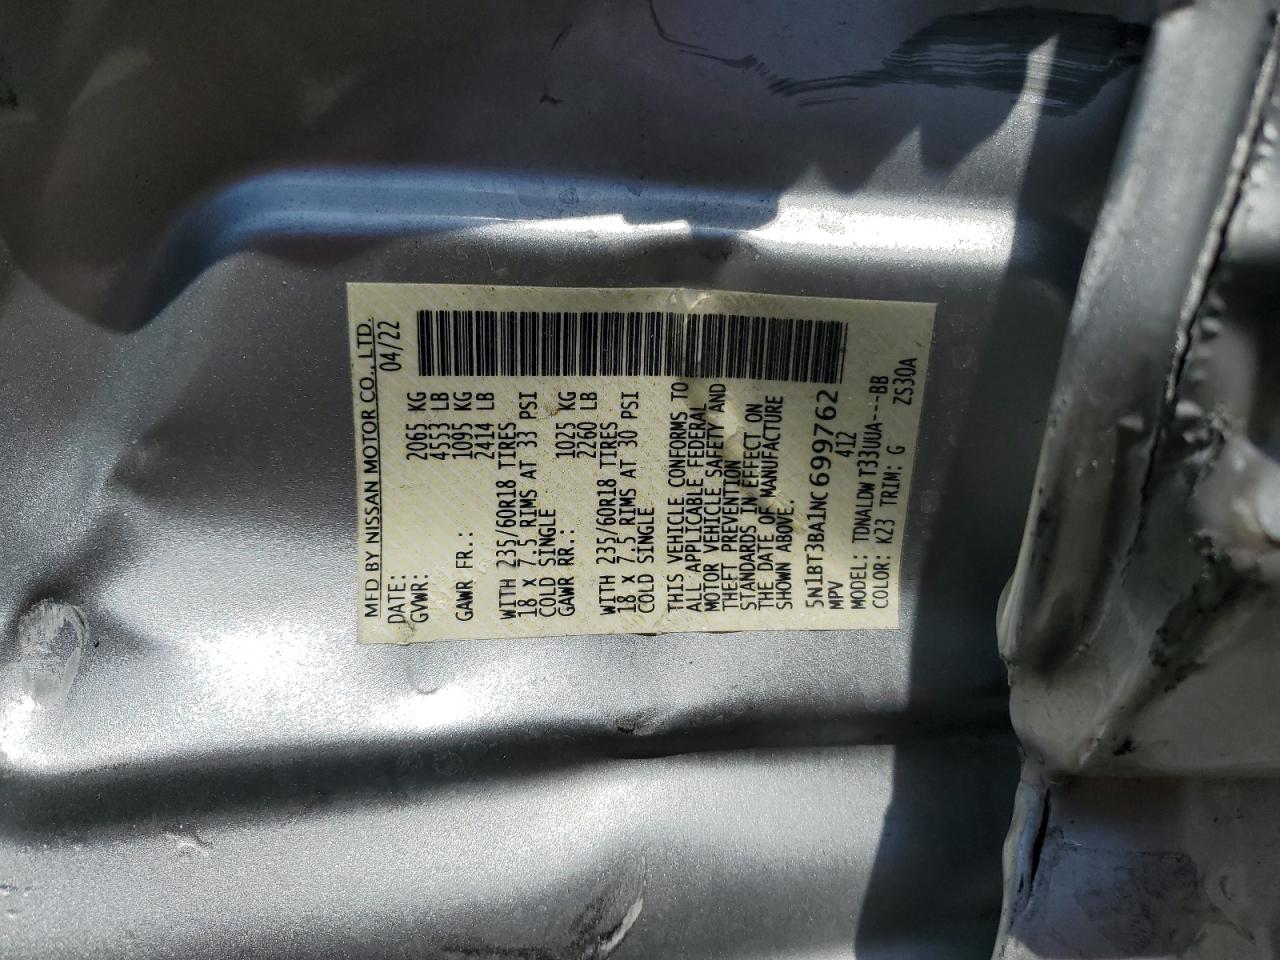 MFD BY NISSAN MOTOR CO., LTD.
DATE: 04/22
GVWR: 2065 KG
4553 LB
GAWR FR.: 1095 KG
2414 LB
WITH 235/60R18 TIRES
18 X 7.5 RIMS AT 33 PSI
COLD SINGLE
GAWR RR.: 1025 KG
2260 LB
WITH 235/60R18 TIRES
18 X 7.5 RIMS AT 30 PSI
COLD SINGLE
THIS VEHICLE CONFORMS TO
ALL APPLICABLE FEDERAL
MOTOR VEHICLE SAFETY AND
THEFT PREVENTION
STANDARDS IN EFFECT ON
THE DATE OF MANUFACTURE
SHOWN ABOVE.
5N1BT3BA1NC699762
MPV 412
MODEL: TDNALDW T33UUA---BB
COLOR: K23 TRIM: G ZS30A